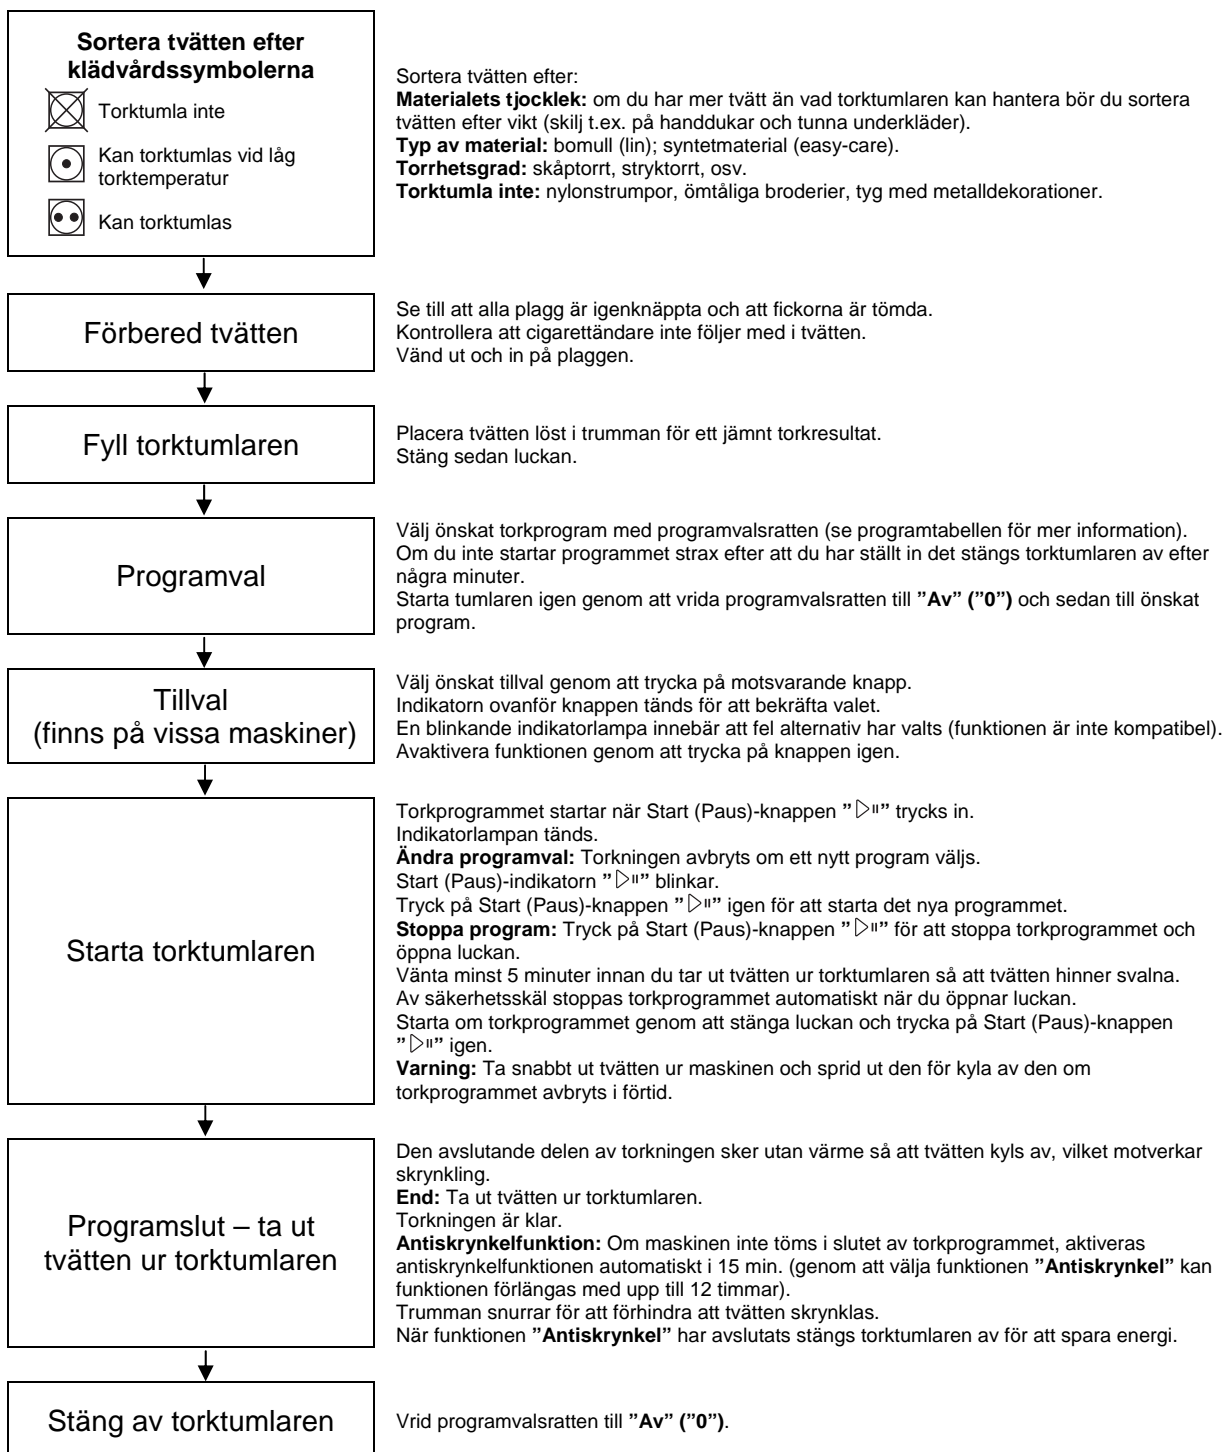 Sortera tvätten efter
klädvårdssymbolerna
Torktumla inte
Kan torktumlas vid låg
torktemperatur
Kan torktumlas
Sortera tvätten efter:
Materialets tjocklek: om du har mer tvätt än vad torktumlaren kan hantera bör du sortera
tvätten efter vikt (skilj t.ex. på handdukar och tunna underkläder).
Typ av material: bomull (lin); syntetmaterial (easy-care).
Torrhetsgrad: skåptorrt, stryktorrt, osv.
Torktumla inte: nylonstrumpor, ömtåliga broderier, tyg med metalldekorationer.
Förbered tvätten
Se till att alla plagg är igenknäppta och att fickorna är tömda.
Kontrollera att cigarettändare inte följer med i tvätten.
Vänd ut och in på plaggen.
Fyll torktumlaren
Placera tvätten löst i trumman för ett jämnt torkresultat.
Stäng sedan luckan.
Programval
Välj önskat torkprogram med programvalsratten (se programtabellen för mer information).
Om du inte startar programmet strax efter att du har ställt in det stängs torktumlaren av efter
några minuter.
Starta tumlaren igen genom att vrida programvalsratten till ”Av” (”0”) och sedan till önskat
program.
Tillval
(finns på vissa maskiner)
Välj önskat tillval genom att trycka på motsvarande knapp.
Indikatorn ovanför knappen tänds för att bekräfta valet.
En blinkande indikatorlampa innebär att fel alternativ har valts (funktionen är inte kompatibel).
Avaktivera funktionen genom att trycka på knappen igen.
Starta torktumlaren
Torkprogrammet startar när Start (Paus)-knappen ”▷II” trycks in.
Indikatorlampan tänds.
Ändra programval: Torkningen avbryts om ett nytt program väljs.
Start (Paus)-indikatorn ”▷II” blinkar.
Tryck på Start (Paus)-knappen ”▷II” igen för att starta det nya programmet.
Stoppa program: Tryck på Start (Paus)-knappen ”▷II” för att stoppa torkprogrammet och
öppna luckan.
Vänta minst 5 minuter innan du tar ut tvätten ur torktumlaren så att tvätten hinner svalna.
Av säkerhetsskäl stoppas torkprogrammet automatiskt när du öppnar luckan.
Starta om torkprogrammet genom att stänga luckan och trycka på Start (Paus)-knappen
”▷II” igen.
Varning: Ta snabbt ut tvätten ur maskinen och sprid ut den för kyla av den om
torkprogrammet avbryts i förtid.
Programslut – ta ut
tvätten ur torktumlaren
Den avslutande delen av torkningen sker utan värme så att tvätten kyls av, vilket motverkar
skrynkling.
End: Ta ut tvätten ur torktumlaren.
Torkningen är klar.
Antiskrynkelfunktion: Om maskinen inte töms i slutet av torkprogrammet, aktiveras
antiskrynkelfunktionen automatiskt i 15 min. (genom att välja funktionen ”Antiskrynkel” kan
funktionen förlängas med upp till 12 timmar).
Trumman snurrar för att förhindra att tvätten skrynklas.
När funktionen ”Antiskrynkel” har avslutats stängs torktumlaren av för att spara energi.
Stäng av torktumlaren
Vrid programvalsratten till ”Av” (”0”).